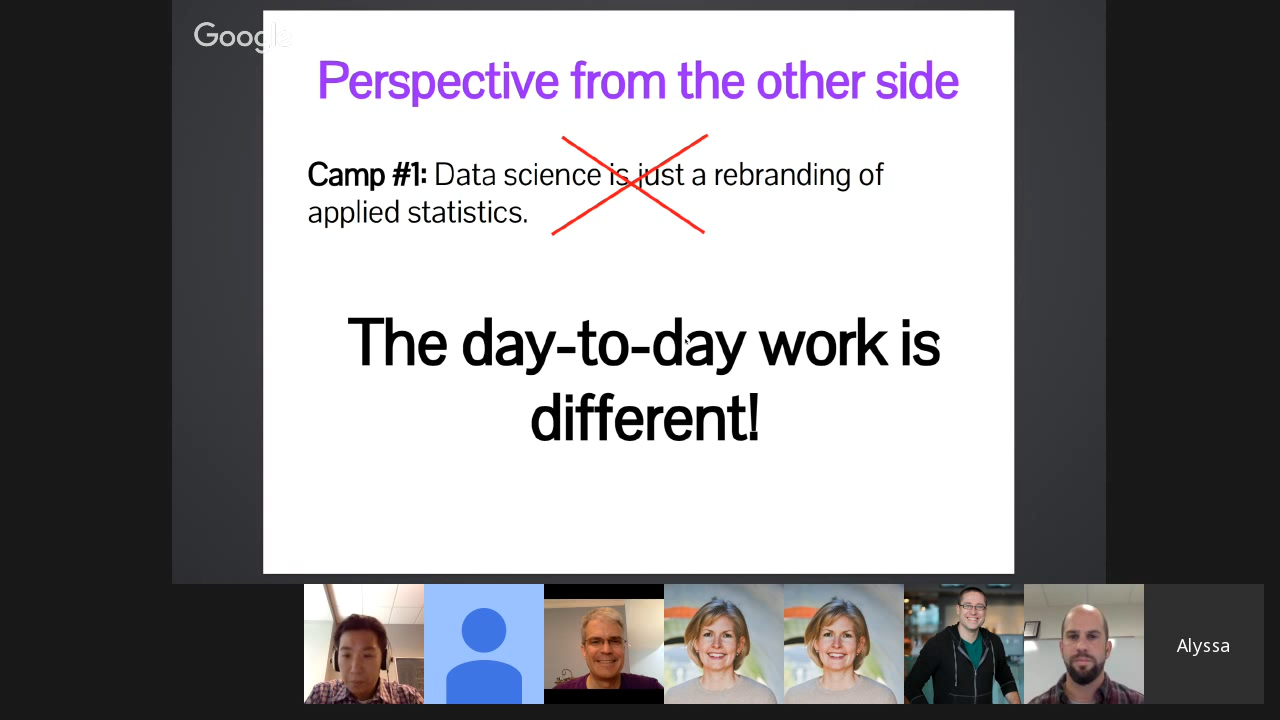 Google
Perspective from the other side
Camp #1: Data science is just a rebranding of
applied statistics.
The day-to-day work is
different!
Alyssa